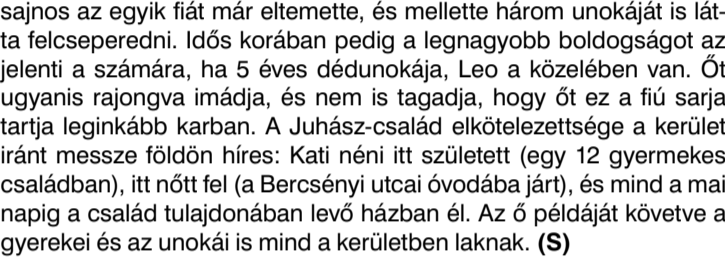 sajnos az egyik fiát már eltemette, és mellette három unokáját is lát-
ta felcseperedni. Idős korában pedig a legnagyobb boldogságot az
jelenti a számára, ha 5 éves dédunokája, Leo a közelében van. Őt
ugyanis rajongva imádja, és nem is tagadja, hogy őt ez a fiú sarja
tartja leginkább karban. A Juhász-család elkötelezettsége a kerület
iránt messze földön híres: Kati néni itt született (egy 12 gyermekes
családban), itt nőtt fel (a Bercsényi utcai óvodába járt), és mind a mai
napig a család tulajdonában levő házban él. Az ő példáját követve a
gyerekei és az unokái is mind a kerületben laknak. (S)